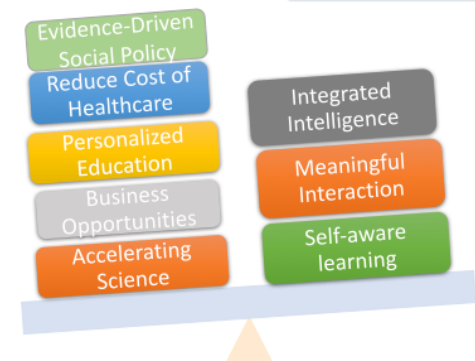 Evidence-Driven
Social Policy
Reduce Cost of
Healthcare
Personalized
Education
Business
Opportunities
Accelerating
Science
Integrated
Intelligence
Meaningful
Interaction
Self-aware
learning